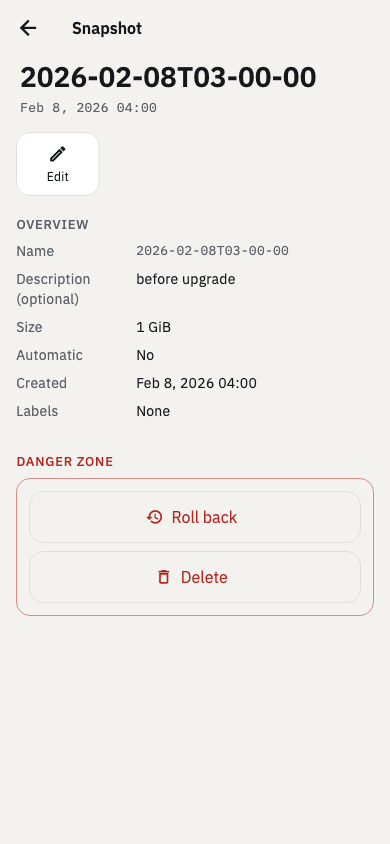 Snapshot
2026-02-08T03-00-00
Feb 8, 2026 04:00
Edit
OVERVIEW
Name 2026-02-08T03-00-00
Description (optional) before upgrade
Size 1 GiB
Automatic No
Created Feb 8, 2026 04:00
Labels None
DANGER ZONE
Roll back
Delete